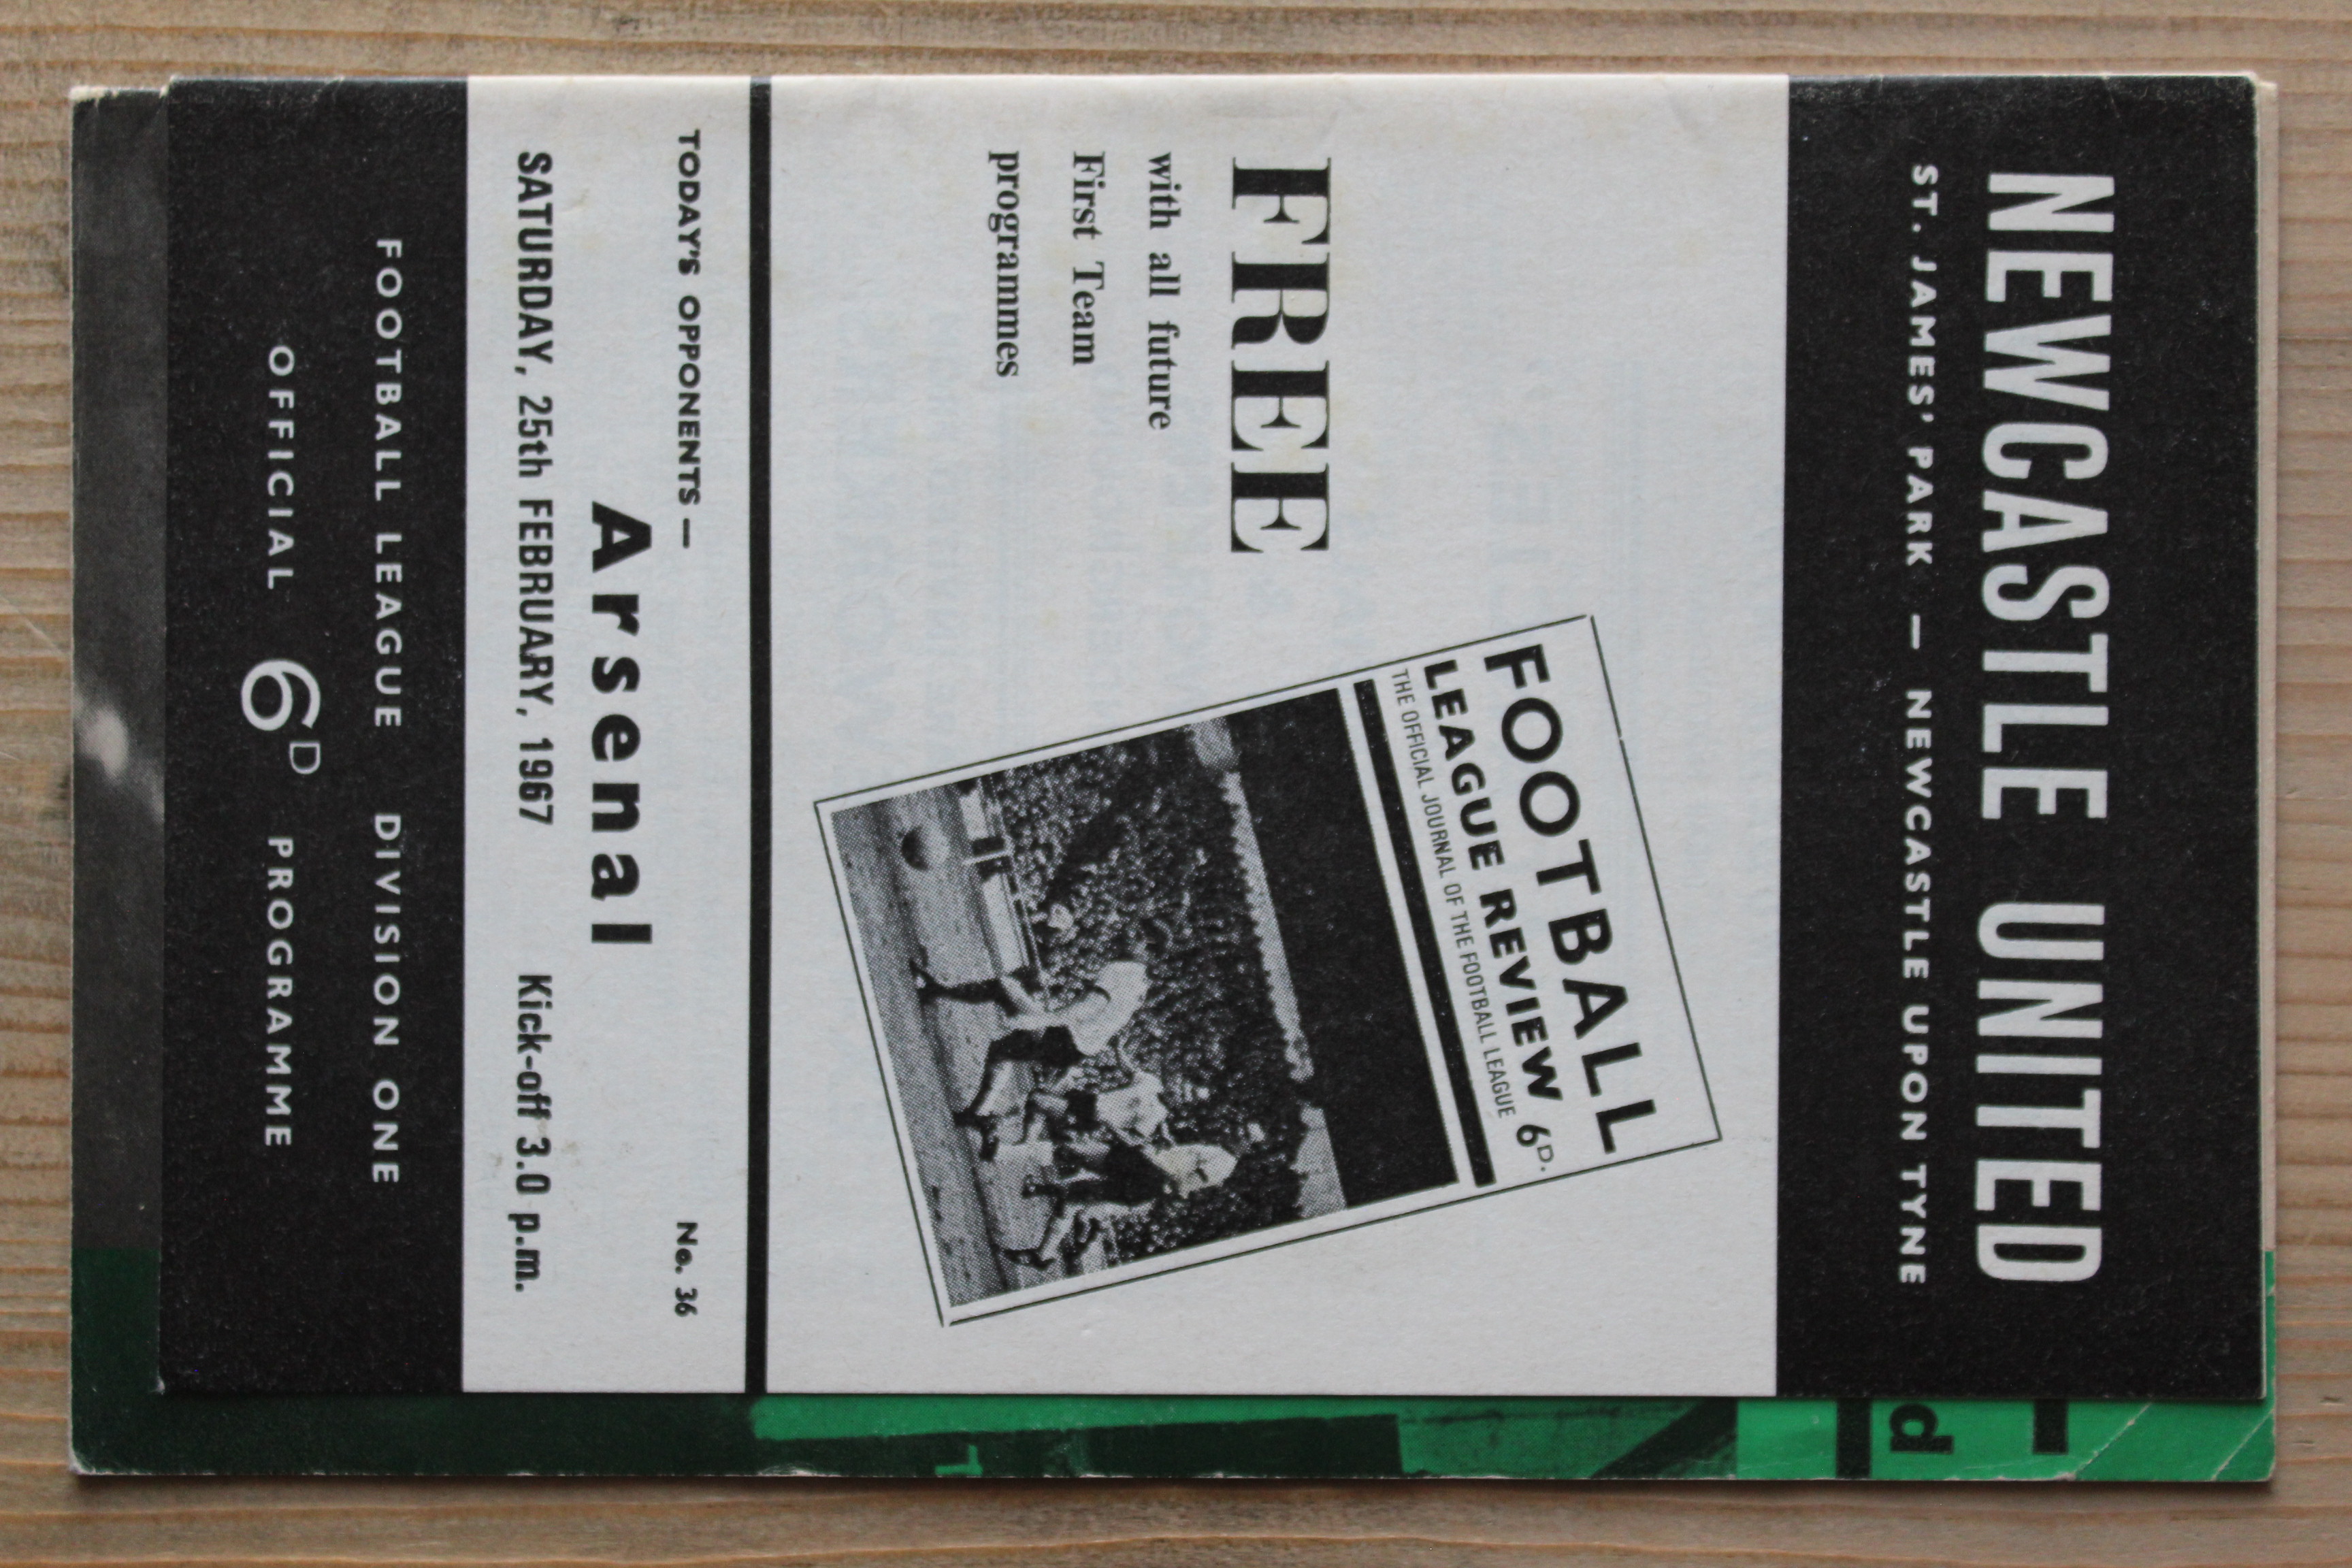 NEWCASTLE UNITED
ST. JAMES' PARK — NEWCASTLE UPON TYNE
FOOTBALL
LEAGUE REVIEW 6D.
THE OFFICIAL JOURNAL OF THE FOOTBALL LEAGUE
FREE
with all future
First Team
programmes
TODAY'S OPPONENTS —
No. 36
Arsenal
SATURDAY, 25th FEBRUARY, 1967
Kick-off 3.0 p.m.
FOOTBALL LEAGUE DIVISION ONE
OFFICIAL 6D PROGRAMME
d